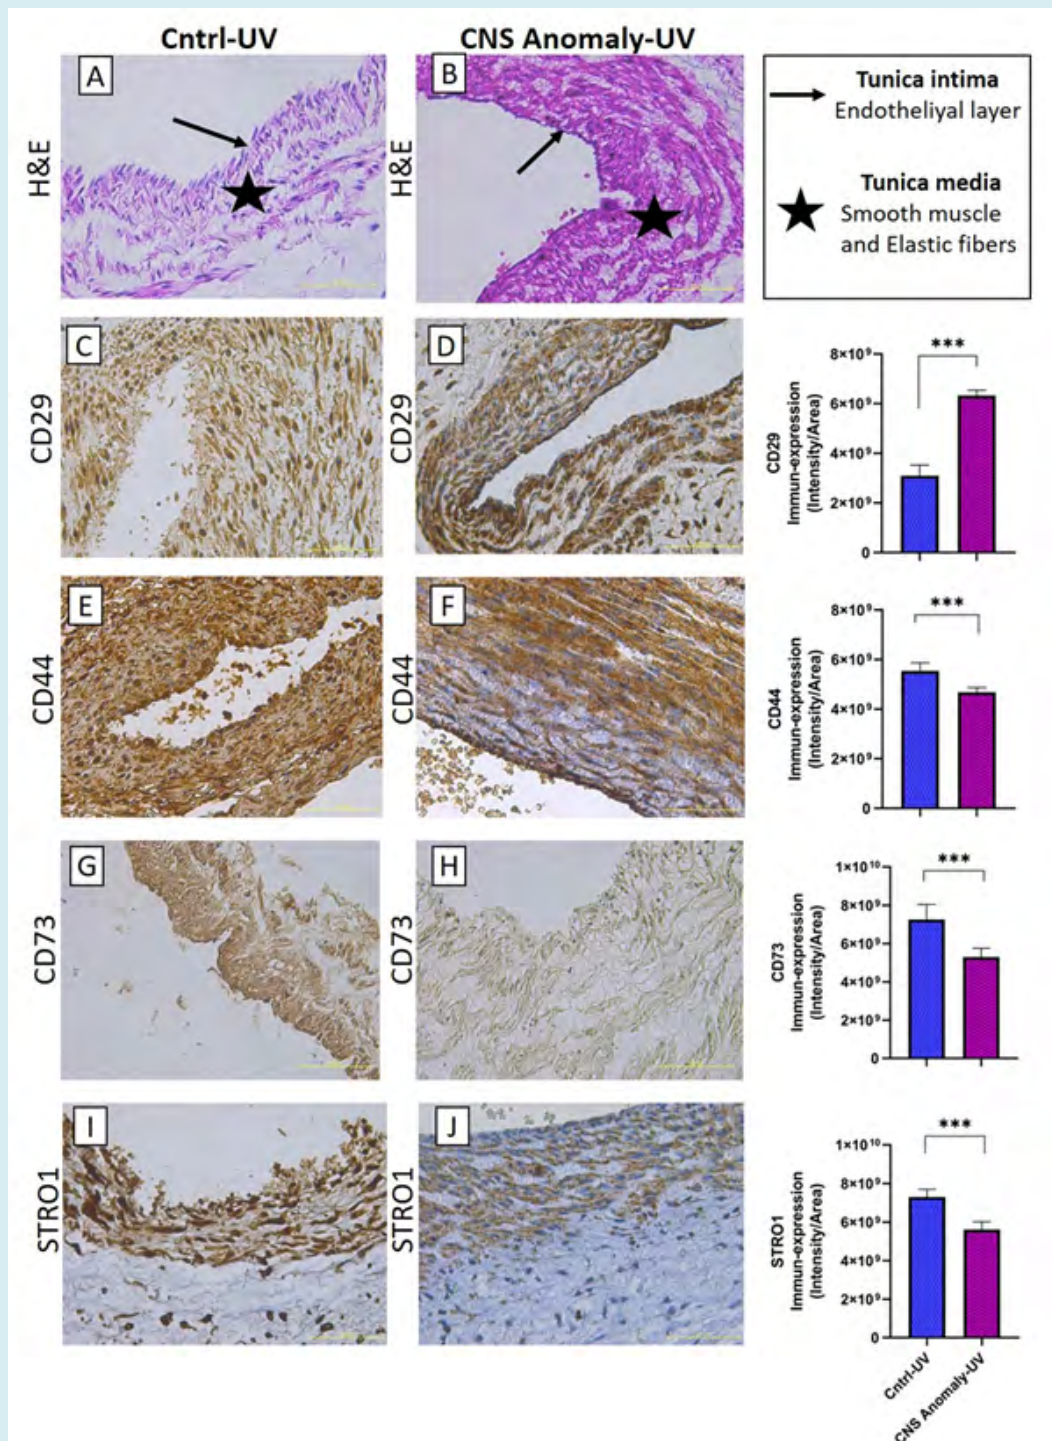 Cntrl-UV
CNS Anomaly-UV
H&E
A
H&E
B
Tunica intima
Endotheliyal layer
Tunica media
Smooth muscle
and Elastic fibers
CD29
C
CD29
D
CD29
Immun-expression
(Intensity/Area)
8×10⁹
6×10⁹
4×10⁹
2×10⁹
0
***
CD44
E
CD44
F
CD44
Immun-expression
(Intensity/Area)
8×10⁹
6×10⁹
4×10⁹
2×10⁹
0
***
CD73
G
CD73
H
CD73
Immun-expression
(Intensity/Area)
1×10¹⁰
8×10⁹
6×10⁹
4×10⁹
2×10⁹
0
***
STRO1
I
STRO1
J
STRO1
Immun-expression
(Intensity/Area)
1×10¹⁰
8×10⁹
6×10⁹
4×10⁹
2×10⁹
0
***
Cntrl-UV
CNS Anomaly-UV